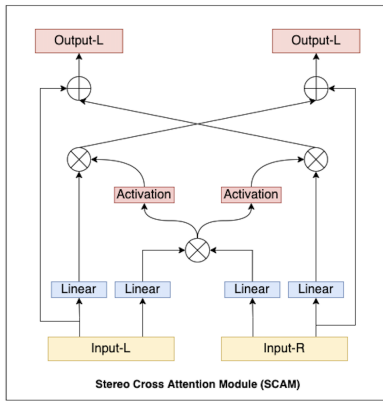 Output-L Output-L
Activation Activation
Linear Linear Linear Linear
Input-L Input-R
Stereo Cross Attention Module (SCAM)